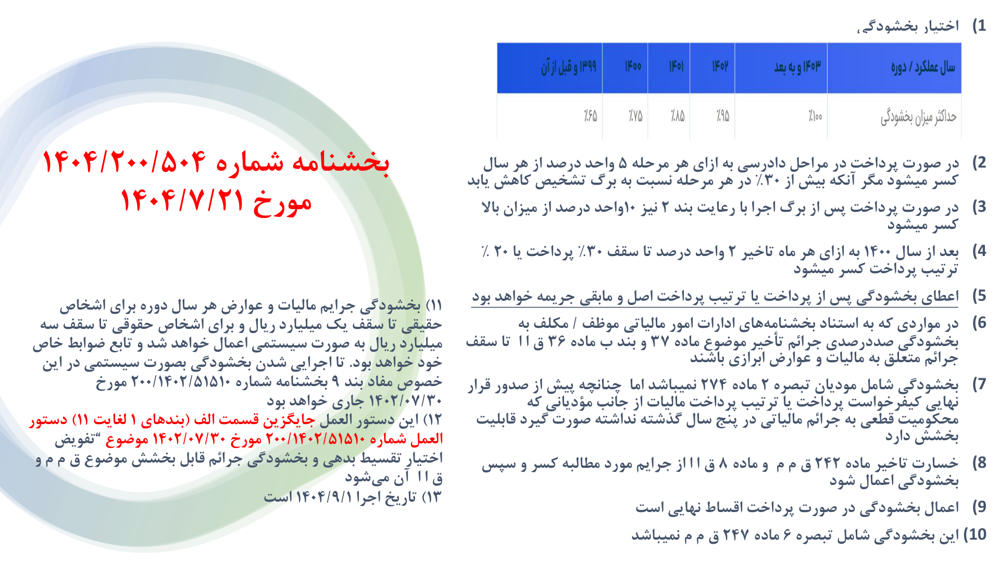 1) اختیار بخشودگی
سال عملکرد / دوره	۱۴۰۳ و به بعد	۱۴۰۲	۱۴۰۱	۱۴۰۰	۱۳۹۹ و قبل از آن
حداکثر میزان بخشودگی	۱۰۰٪	۹۵٪	۸۵٪	۷۵٪	۶۵٪
2) در صورت پرداخت در مراحل دادرسی به ازای هر مرحله ۵ واحد درصد از هر سال
کسر میشود مگر آنکه بیش از ۳۰٪ در هر مرحله نسبت به برگ تشخیص کاهش یابد
3) در صورت پرداخت پس از برگ اجرا با رعایت بند ۲ نیز ۱۰واحد درصد از میزان بالا
کسر میشود
4) بعد از سال ۱۴۰۰ به ازای هر ماه تاخیر ۲ واحد درصد تا سقف ۳۰٪ پرداخت یا ۲۰ ٪
ترتیب پرداخت کسر میشود
5) اعطای بخشودگی پس از پرداخت یا ترتیب پرداخت اصل و مابقی جریمه خواهد بود
6) در مواردی که به استناد بخشنامه‌های ادارات امور مالیاتی موظف / مکلف به
بخشودگی صددرصدی جرائم تأخیر موضوع ماده ۳۷ و بند ب ماده ۳۶ ق ا ا تا سقف
جرائم متعلق به مالیات و عوارض ابرازی باشند
7) بخشودگی شامل مودیان تبصره ۲ ماده ۲۷۴ نمیباشد اما چنانچه پیش از صدور قرار
نهایی کیفرخواست پرداخت یا ترتیب پرداخت مالیات از جانب مؤدیانی که
محکومیت قطعی به جرائم مالیاتی در پنج سال گذشته نداشته صورت گیرد قابلیت
بخشش دارد
8) خسارت تاخیر ماده ۲۴۲ ق م م و ماده ۸ ق ا ا از جرایم مورد مطالبه کسر و سپس
بخشودگی اعمال شود
9) اعمال بخشودگی در صورت پرداخت اقساط نهایی است
10) این بخشودگی شامل تبصره ۶ ماده ۲۴۷ ق م م نمیباشد
بخشنامه شماره ۱۴۰۴/۲۰۰/۵۰۴
مورخ ۱۴۰۴/۷/۲۱
۱۱) بخشودگی جرایم مالیات و عوارض هر سال دوره برای اشخاص
حقیقی تا سقف یک میلیارد ریال و برای اشخاص حقوقی تا سقف سه
میلیارد ریال به صورت سیستمی اعمال خواهد شد و تابع ضوابط خاص
خود خواهد بود. تا اجرایی شدن بخشودگی بصورت سیستمی در این
خصوص مفاد بند ۹ بخشنامه شماره ۲۰۰/۱۴۰۲/۵۱۵۱۰ مورخ
۱۴۰۲/۰۷/۳۰ جاری خواهد بود
۱۲) این دستور العمل جایگزین قسمت الف (بندهای ۱ لغایت ۱۱) دستور
العمل شماره ۲۰۰/۱۴۰۲/۵۱۵۱۰ مورخ ۱۴۰۲/۰۷/۳۰ موضوع “تفویض
اختیار تقسیط بدهی و بخشودگی جرائم قابل بخشش موضوع ق م م و
ق ا ا آن می‌شود
۱۳) تاریخ اجرا ۱۴۰۴/۹/۱ است